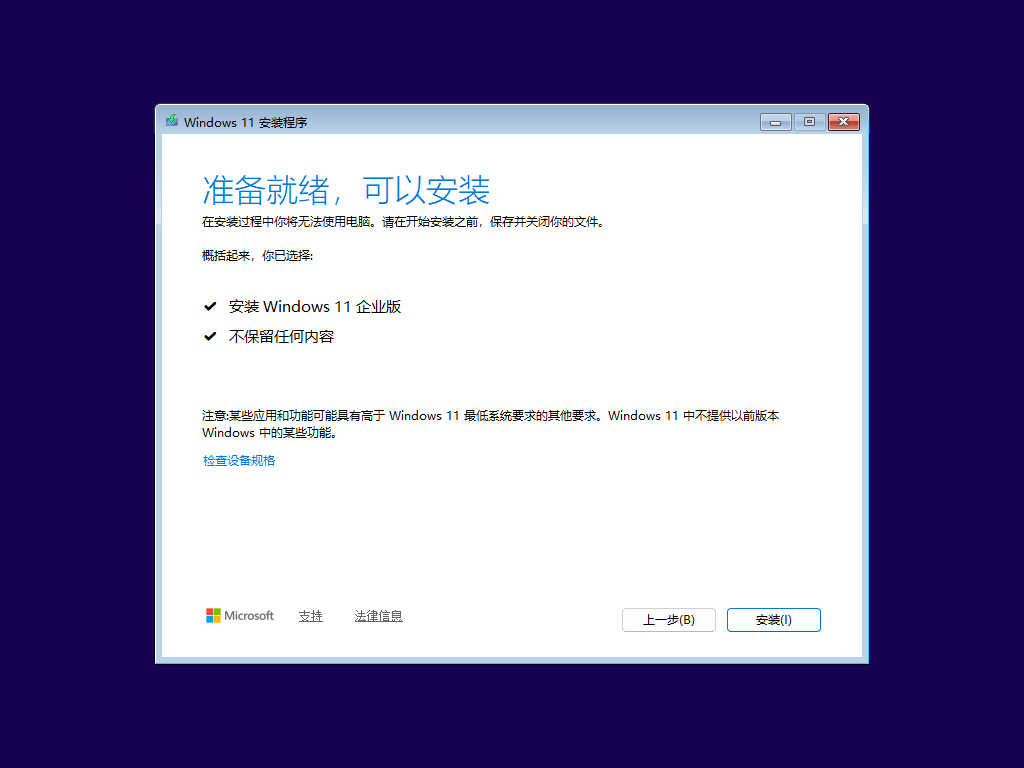 Windows 11 安装程序
准备就绪，可以安装
在安装过程中你将无法使用电脑。请在开始安装之前，保存并关闭你的文件。
概括起来，你已选择:
安装 Windows 11 企业版
不保留任何内容
注意:某些应用和功能可能具有高于 Windows 11 最低系统要求的其他要求。Windows 11 中不提供以前版本
Windows 中的某些功能。
检查设备规格
Microsoft 支持 法律信息
上一步(B) 安装(I)